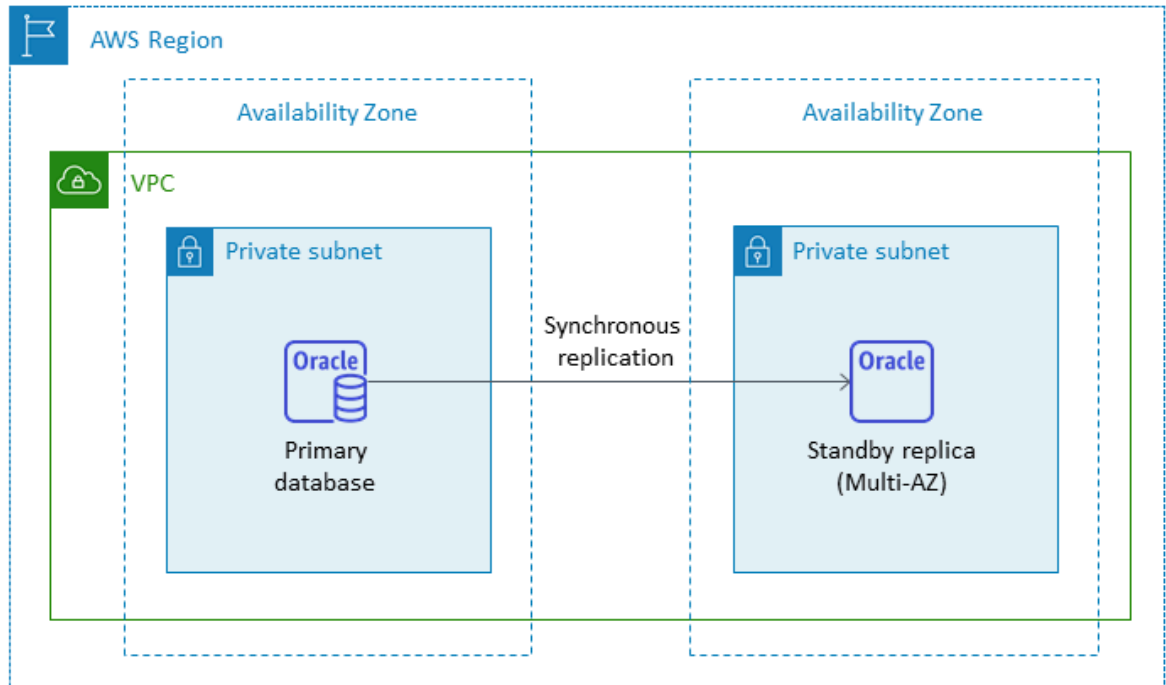 AWS Region
Availability Zone
Availability Zone
VPC
Private subnet
Private subnet
Synchronous
replication
Oracle
Oracle
Primary
database
Standby replica
(Multi-AZ)